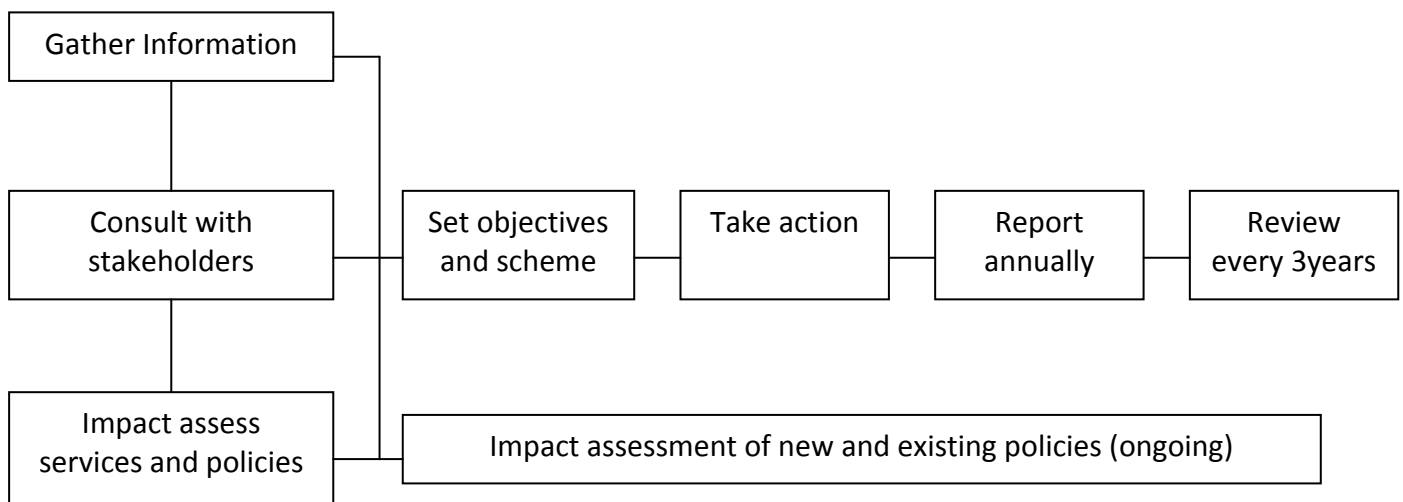 Gather Information
Consult with
stakeholders
Set objectives
and scheme
Take action
Report
annually
Review
every 3years
Impact assess
services and policies
Impact assessment of new and existing policies (ongoing)